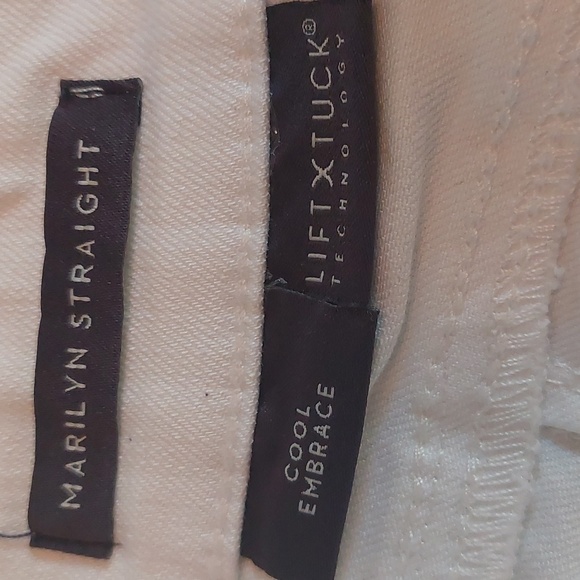 MARILYN STRAIGHT
LIFTXTUCK®
TECHNOLOGY
COOL
EMBRACE